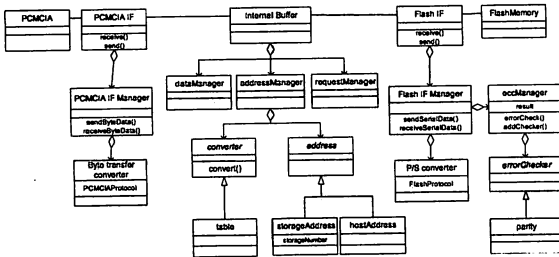 PCMCIA
PCMCIA IF
receive()
send()
Internal Buffer
Flash IF
receive()
send()
FlashMemory
dataManager
addressManager
requestManager
PCMCIA IF Manager
sendByteData()
receiveByteData()
Flash IF Manager
sendSerialData()
receiveSerialData()
eccManager
result
errorCheck()
addChecker()
Byte transfer
converter
PCMCIAProtocol
converter
convert()
address
P/S converter
FlashProtocol
errorChecker
table
storageAddress
storageNumber
hostAddress
parity